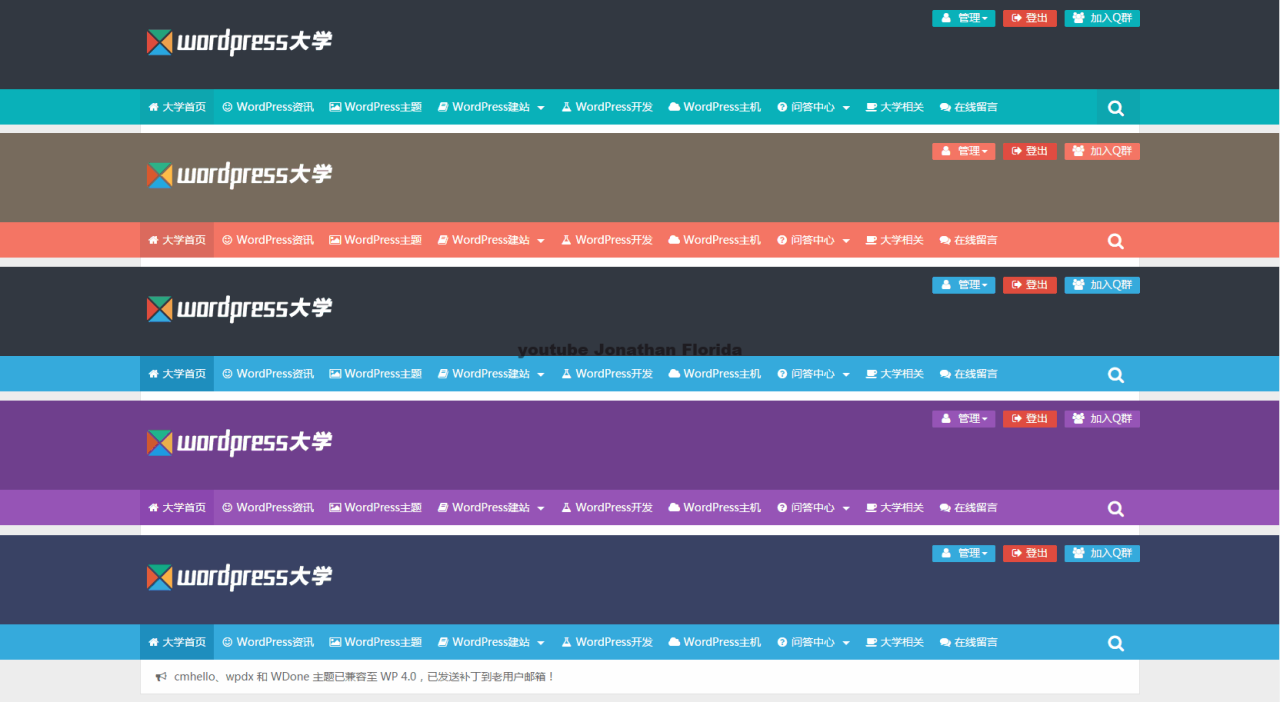 管理 登出 加入Q群
wordpress大学
大学首页 WordPress资讯 WordPress主题 WordPress建站 WordPress开发 WordPress主机 问答中心 大学相关 在线留言
管理 登出 加入Q群
wordpress大学
大学首页 WordPress资讯 WordPress主题 WordPress建站 WordPress开发 WordPress主机 问答中心 大学相关 在线留言
管理 登出 加入Q群
wordpress大学
youtube Jonathan Florida
大学首页 WordPress资讯 WordPress主题 WordPress建站 WordPress开发 WordPress主机 问答中心 大学相关 在线留言
管理 登出 加入Q群
wordpress大学
大学首页 WordPress资讯 WordPress主题 WordPress建站 WordPress开发 WordPress主机 问答中心 大学相关 在线留言
管理 登出 加入Q群
wordpress大学
大学首页 WordPress资讯 WordPress主题 WordPress建站 WordPress开发 WordPress主机 问答中心 大学相关 在线留言
cmhello、wpdx 和 WDone 主题已兼容至 WP 4.0，已发送补丁到老用户邮箱！